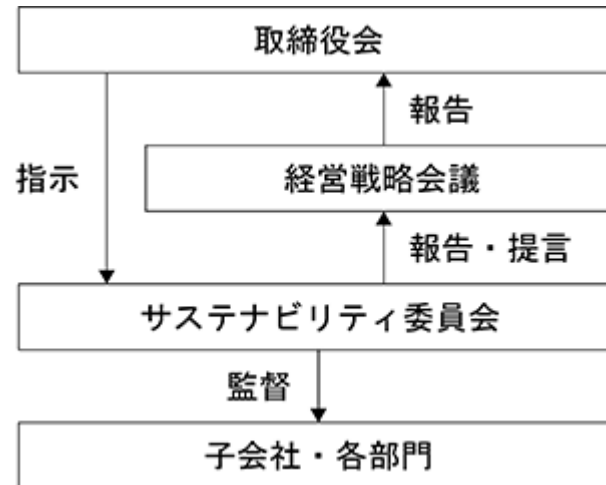 取締役会
報告
指示
経営戦略会議
報告・提言
サステナビリティ委員会
監督
子会社・各部門